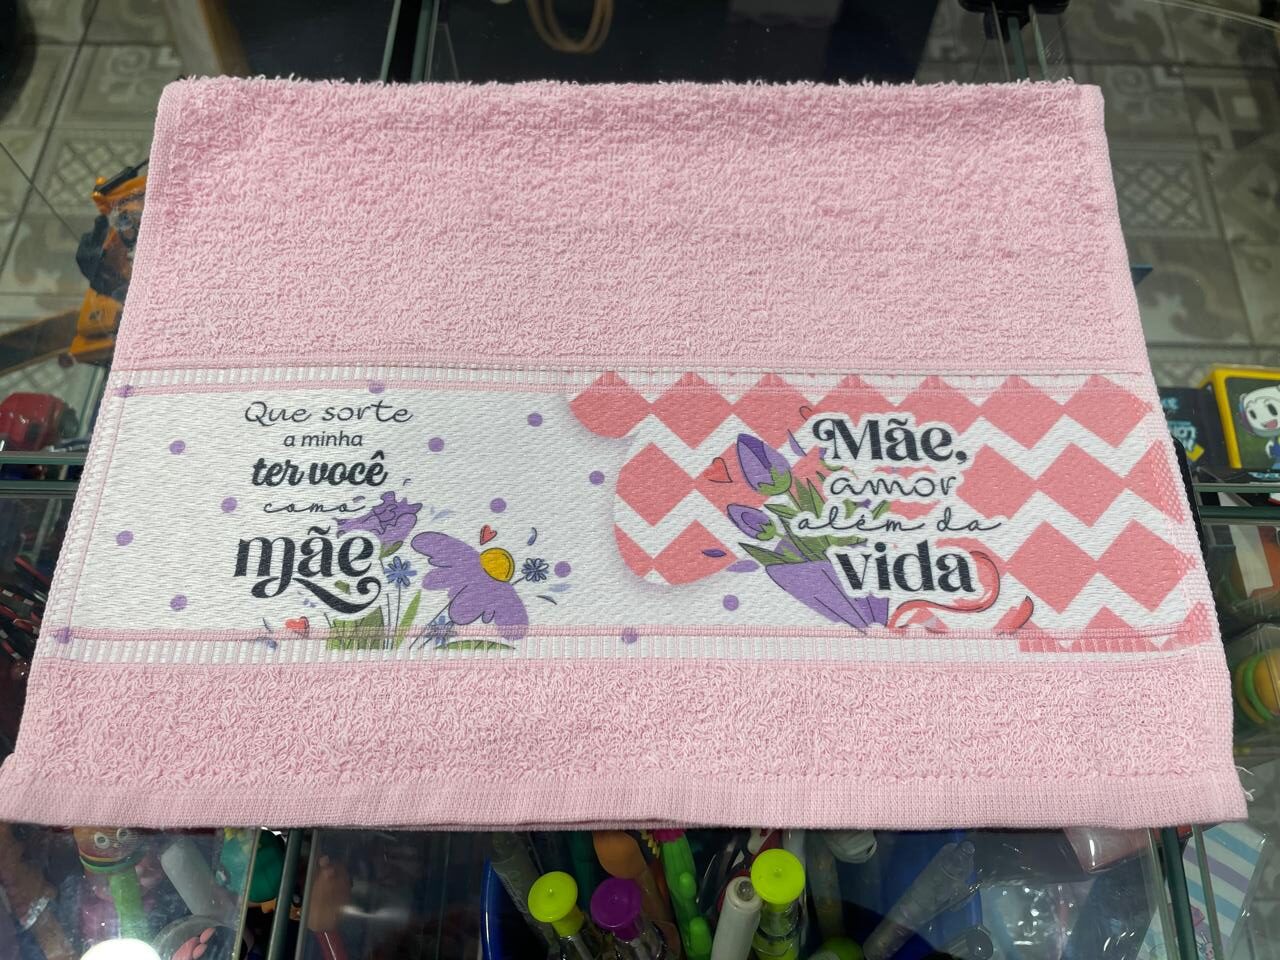 Que sorte
a minha
ter você
como
mãe
Mãe,
amor
além da
vida